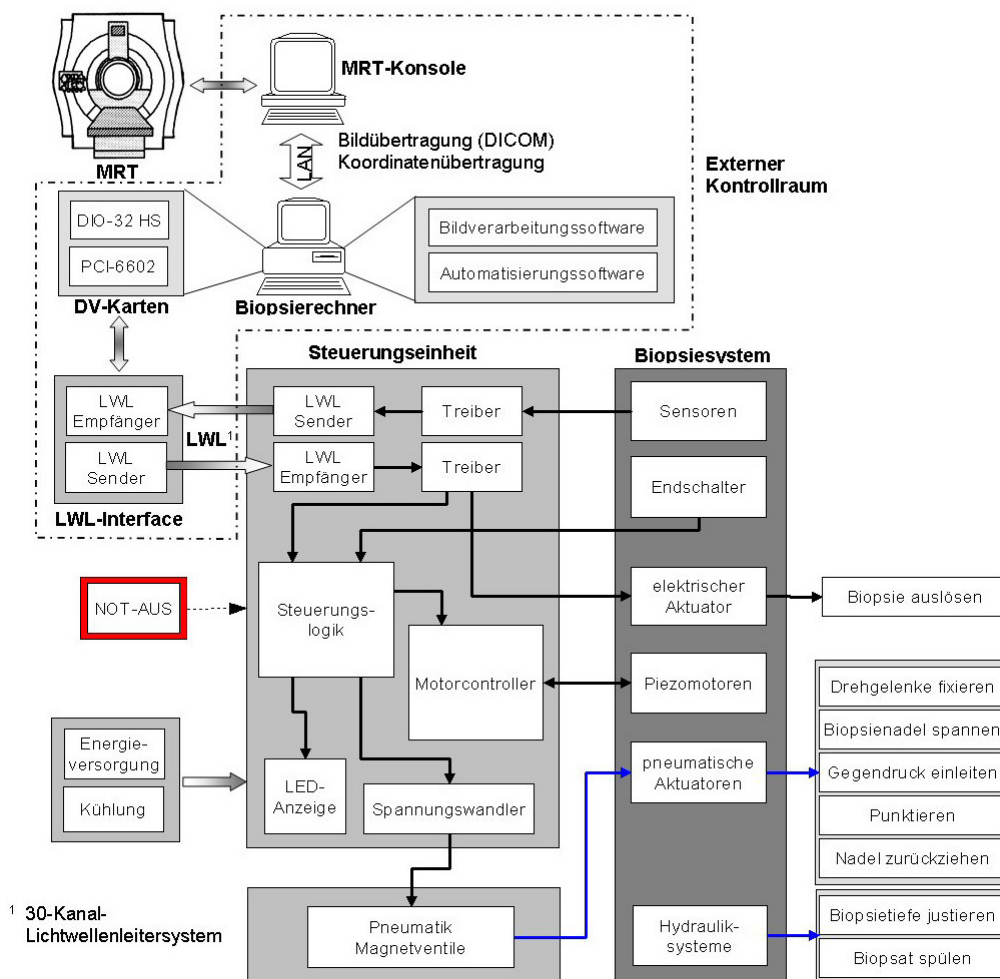 MRT
MRT-Konsole
LAN
Bildübertragung (DICOM)
Koordinatenübertragung
Externer
Kontrollraum
DIO-32 HS
PCI-6602
DV-Karten
Biopsierechner
Bildverarbeitungssoftware
Automatisierungssoftware
Steuerungseinheit
Biopsiesystem
LWL
Empfänger
LWL
Sender
LWL-Interface
LWL¹
LWL
Sender
Treiber
LWL
Empfänger
Treiber
Sensoren
Endschalter
NOT-AUS
Steuerungs-
logik
Motorcontroller
elektrischer
Aktuator
Biopsie auslösen
Piezomotoren
Energie-
versorgung
Kühlung
LED-
Anzeige
Spannungswandler
pneumatische
Aktuatoren
Drehgelenke fixieren
Biopsienadel spannen
Gegendruck einleiten
Punktieren
Nadel zurückziehen
¹ 30-Kanal-
Lichtwellenleitersystem
Pneumatik
Magnetventile
Hydraulik-
systeme
Biopsietiefe justieren
Biopsat spülen